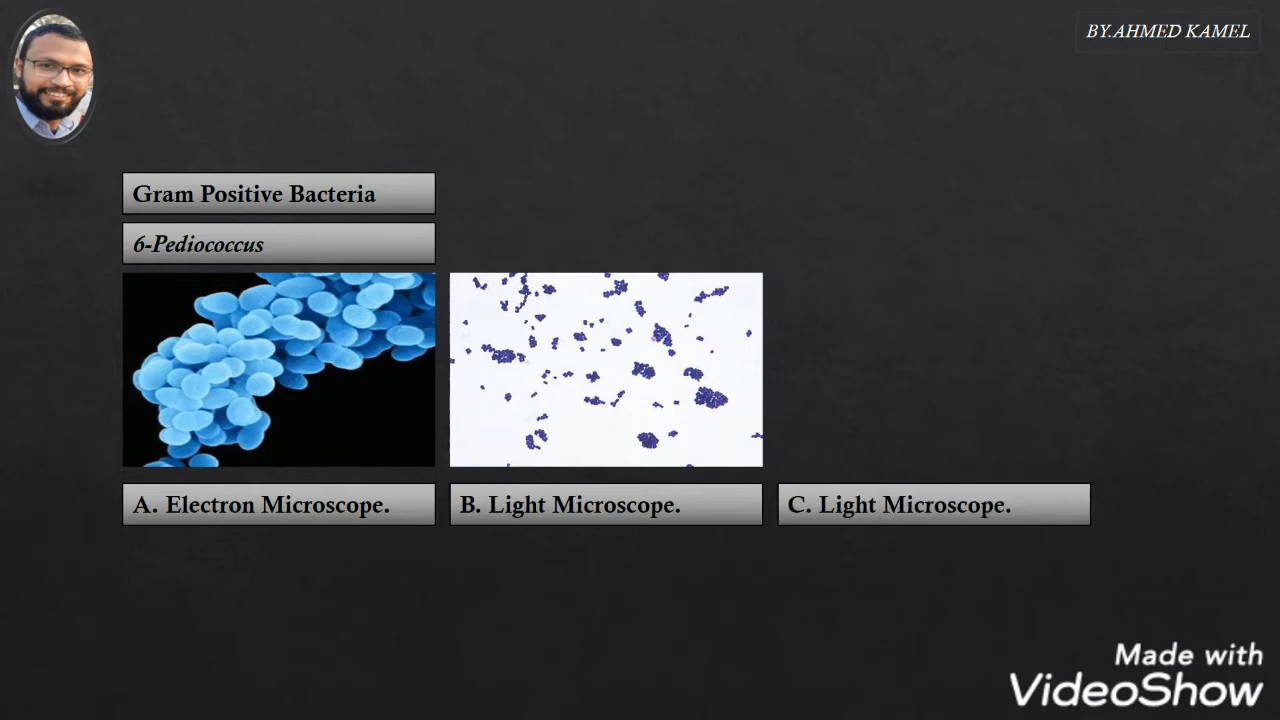 BY.AHMED KAMEL
Gram Positive Bacteria
6-Pediococcus
A. Electron Microscope.
B. Light Microscope.
C. Light Microscope.
Made with
VideoShow